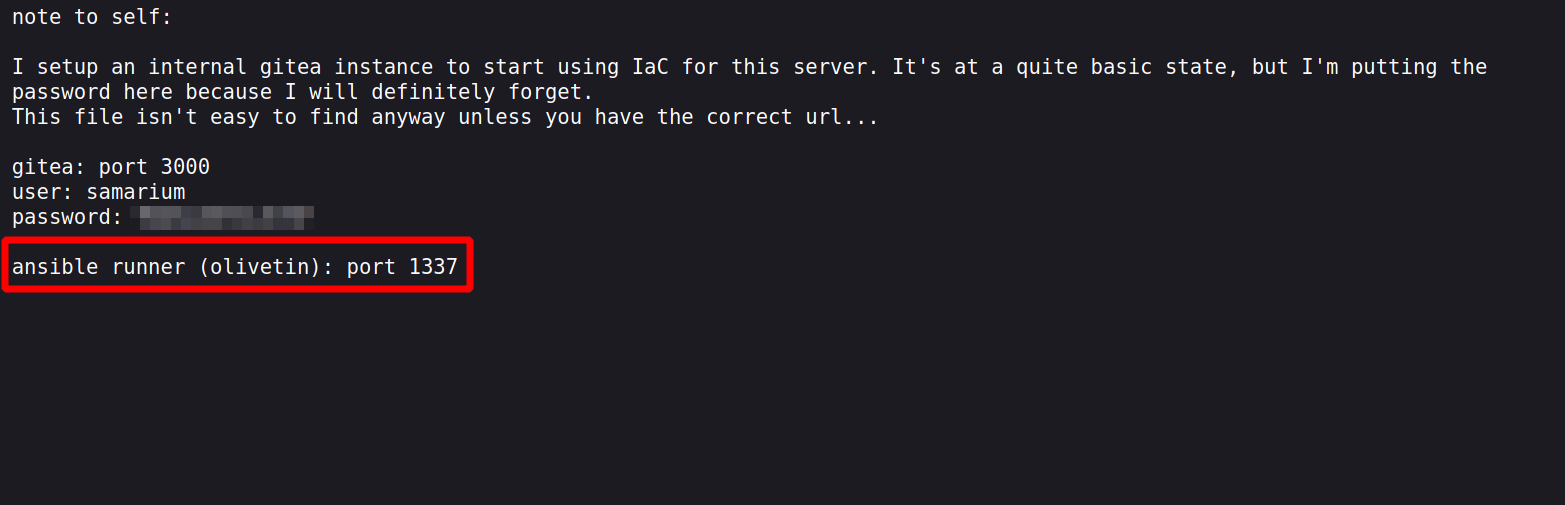 note to self:
I setup an internal gitea instance to start using IaC for this server. It's at a quite basic state, but I'm putting the
password here because I will definitely forget.
This file isn't easy to find anyway unless you have the correct url...
gitea: port 3000
user: samarium
password:
ansible runner (olivetin): port 1337